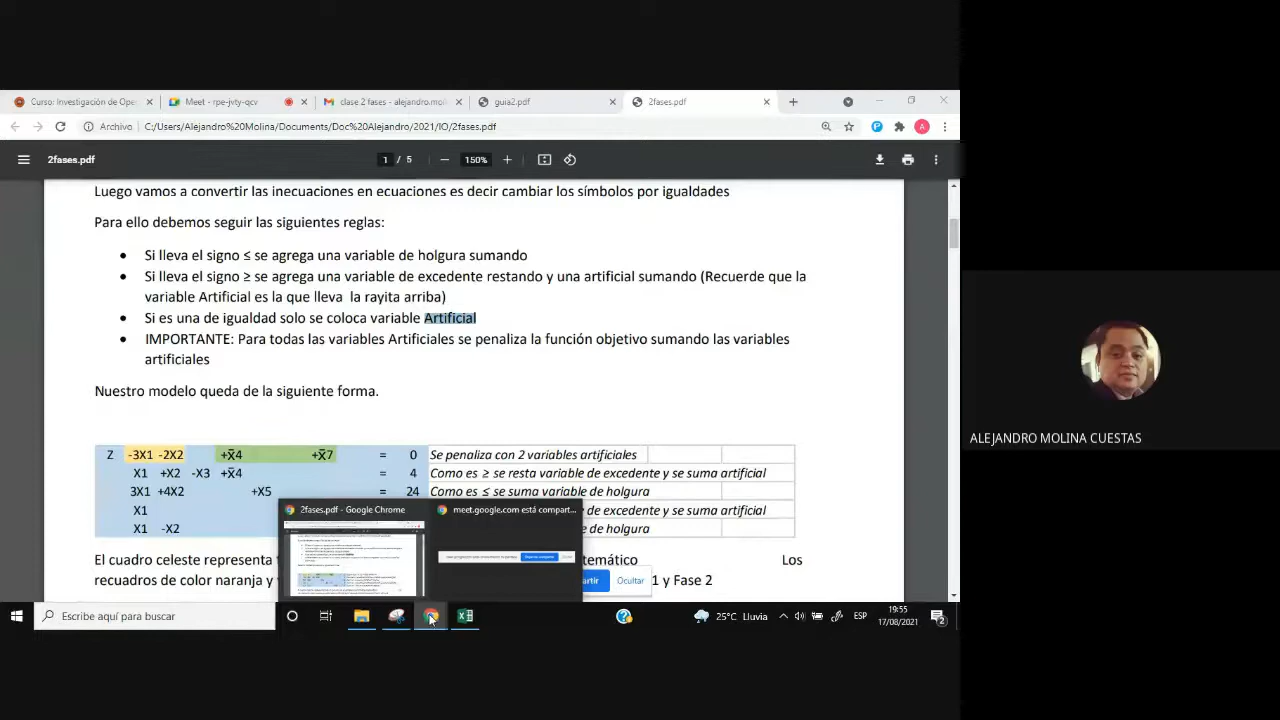 Curso: Investigación de Ope
Meet - rpe-jvty-qcv
clase 2 fases - alejandro.moli
guia2.pdf
2fases.pdf
Archivo
C:/Users/Alejandro%20Molina/Documents/Doc%20Alejandro/2021/IO/2fases.pdf
A
2fases.pdf
1 / 5
150%
Luego vamos a convertir las inecuaciones en ecuaciones es decir cambiar los símbolos por igualdades
Para ello debemos seguir las siguientes reglas:
• Si lleva el signo ≤ se agrega una variable de holgura sumando
• Si lleva el signo ≥ se agrega una variable de excedente restando y una artificial sumando (Recuerde que la
variable Artificial es la que lleva la rayita arriba)
• Si es una de igualdad solo se coloca variable Artificial
• IMPORTANTE: Para todas las variables Artificiales se penaliza la función objetivo sumando las variables
artificiales
Nuestro modelo queda de la siguiente forma.
Z -3X1 -2X2 +X̄4 +X̄7 = 0 Se penaliza con 2 variables artificiales
X1 +X2 -X3 +X̄4 = 4 Como es ≥ se resta variable de excedente y se suma artificial
3X1 +4X2 +X5 = 24 Como es ≤ se suma variable de holgura
X1 de excedente y se suma artificial
X1 -X2 de holgura
El cuadro celeste representa temático Los
recuadros de color naranja y 1 y Fase 2
2fases.pdf - Google Chrome
meet.google.com está compart...
Ocultar
ALEJANDRO MOLINA CUESTAS
Escribe aquí para buscar
25°C Lluvia
ESP
19:55
17/08/2021
2